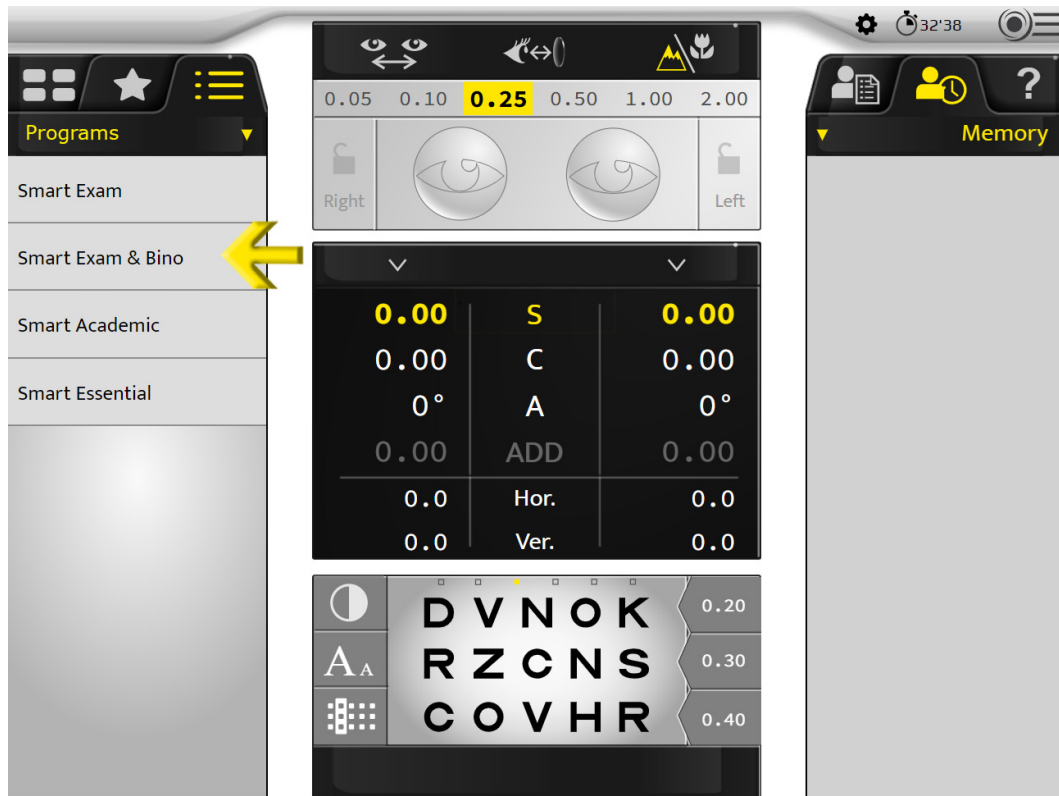 32'38
Programs
Smart Exam
Smart Exam & Bino
Smart Academic
Smart Essential
0.05 0.10 0.25 0.50 1.00 2.00
Right Left
0.00 S 0.00
0.00 C 0.00
0° A 0°
0.00 ADD 0.00
0.0 Hor. 0.0
0.0 Ver. 0.0
A A
D V N O K 0.20
R Z C N S 0.30
C O V H R 0.40
?
Memory